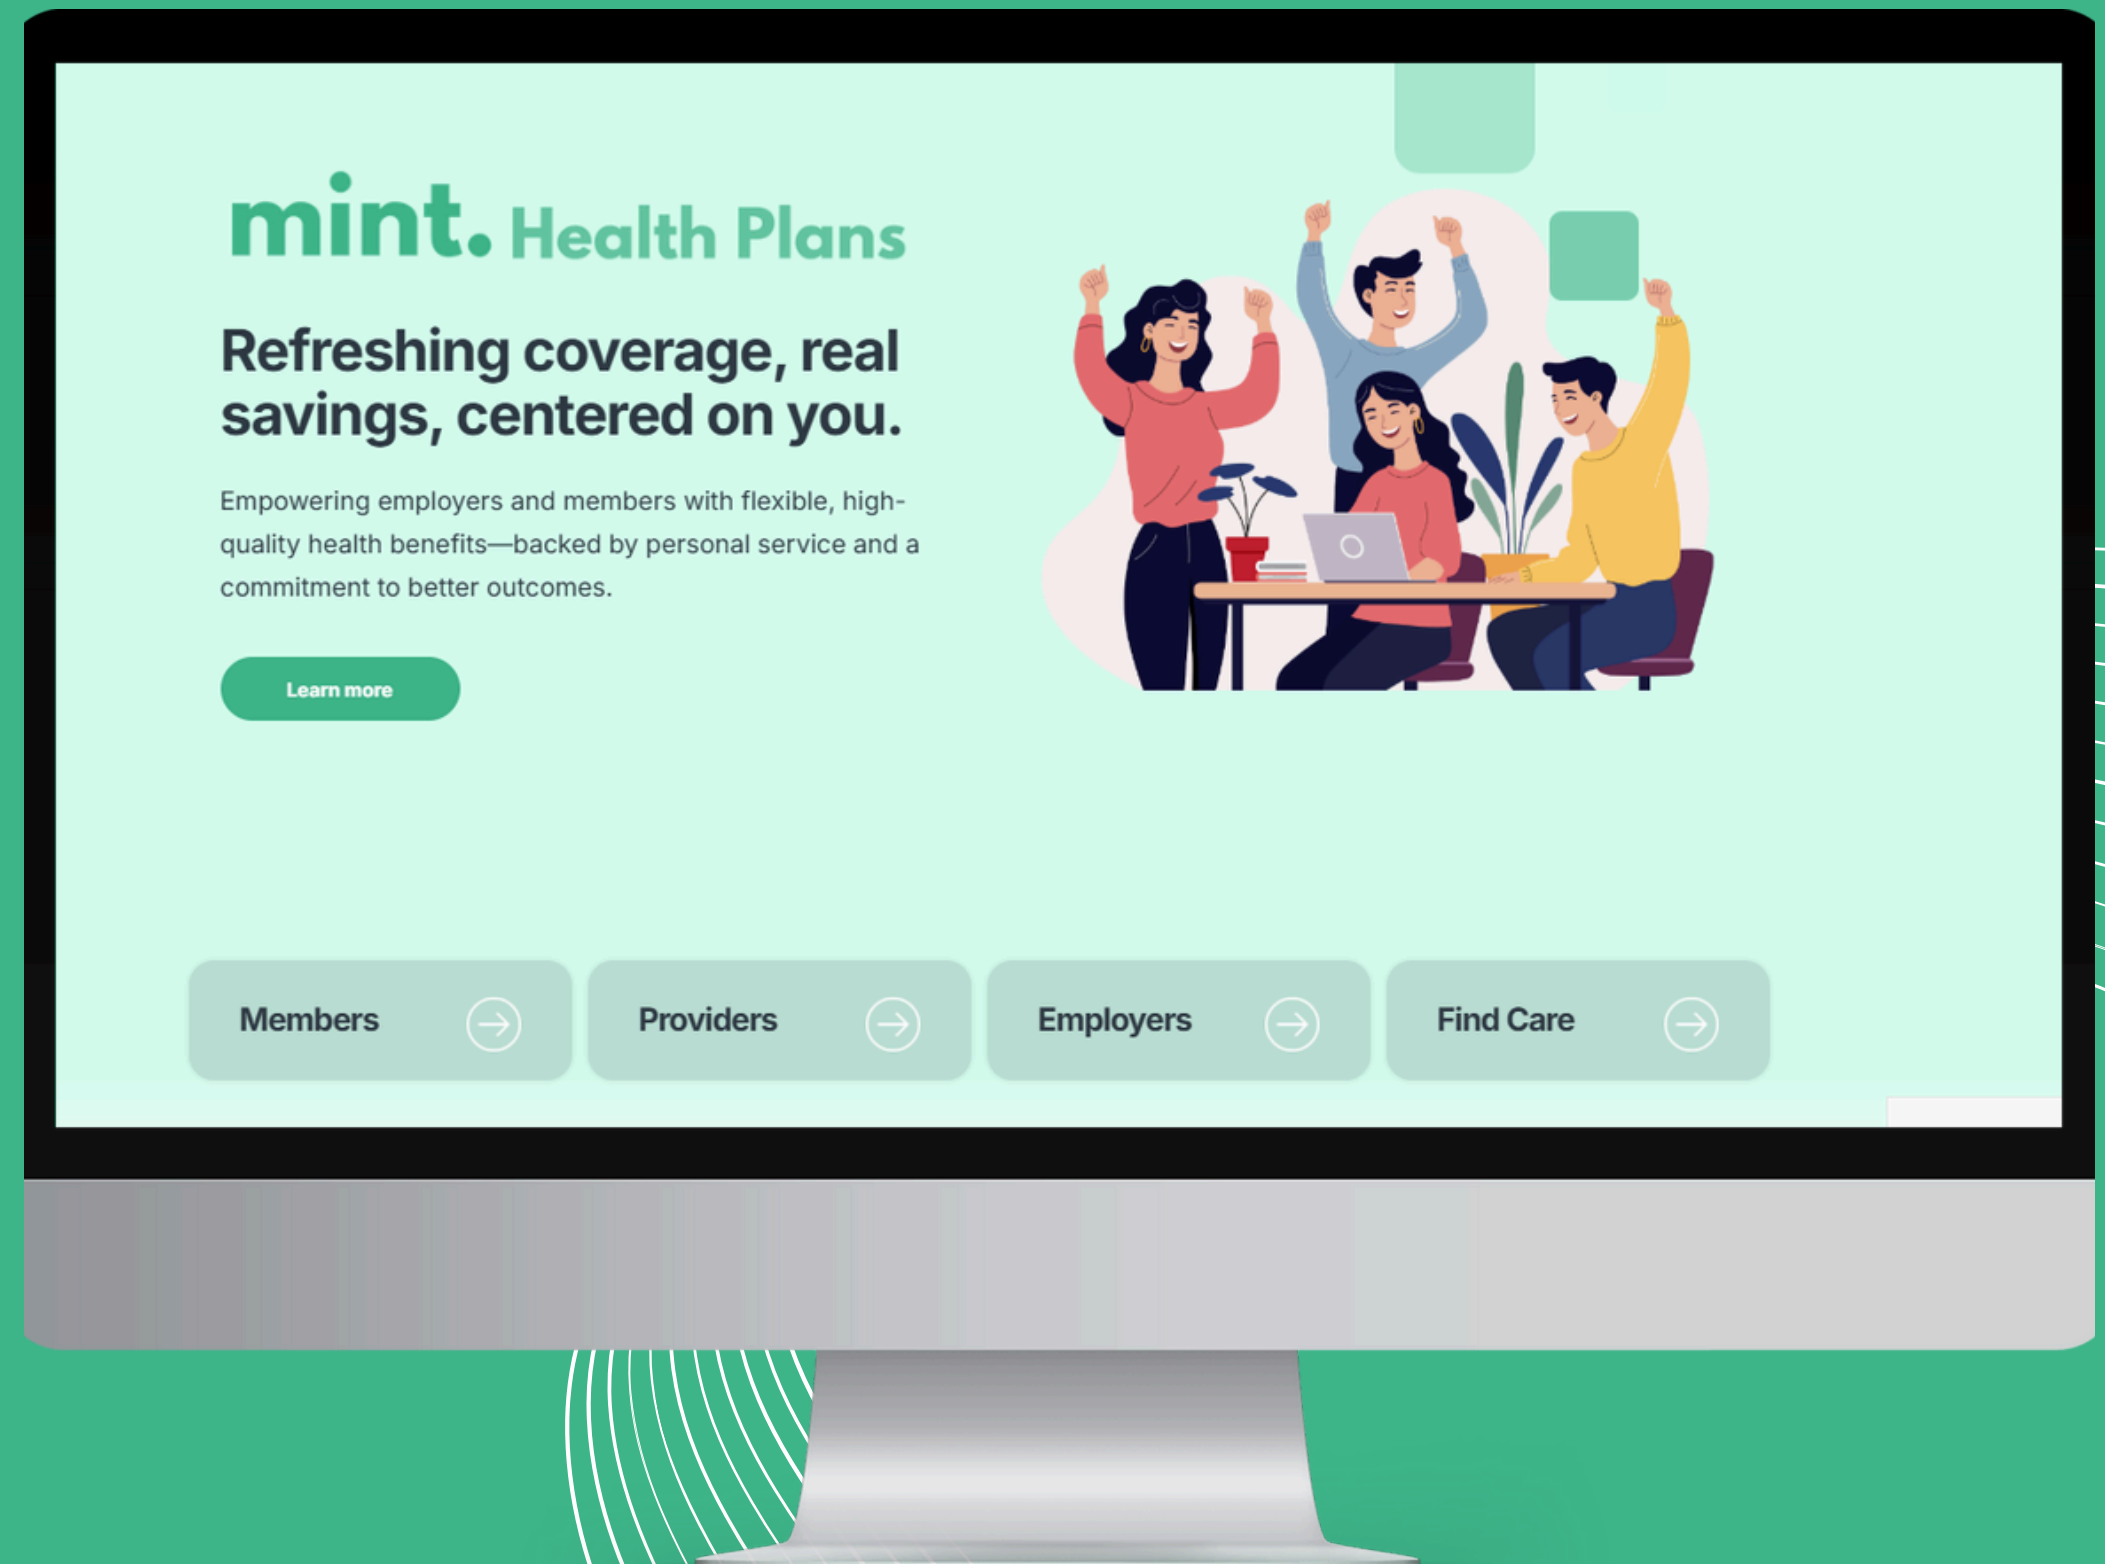 mint. Health Plans
Refreshing coverage, real
savings, centered on you.
Empowering employers and members with flexible, high-
quality health benefits—backed by personal service and a
commitment to better outcomes.
Learn more
Members
Providers
Employers
Find Care